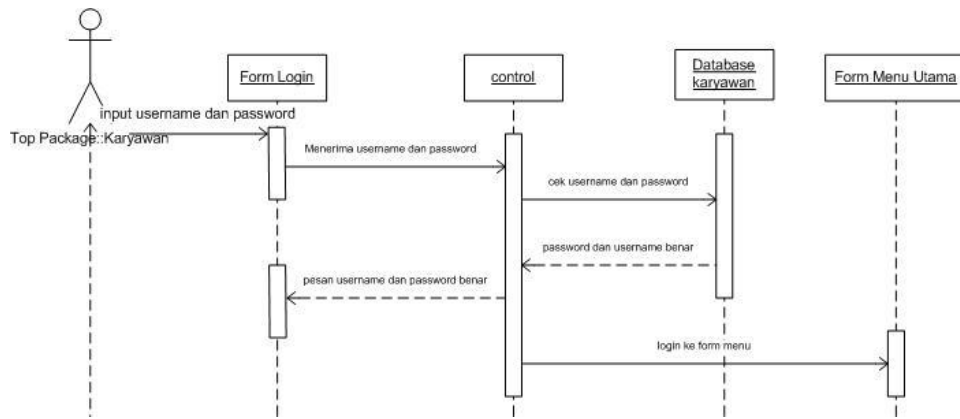 Form Login
control
Database
karyawan
Form Menu Utama
input username dan password
Top Package::Karyawan
Menerima username dan password
cek username dan password
password dan username benar
pesan username dan password benar
login ke form menu